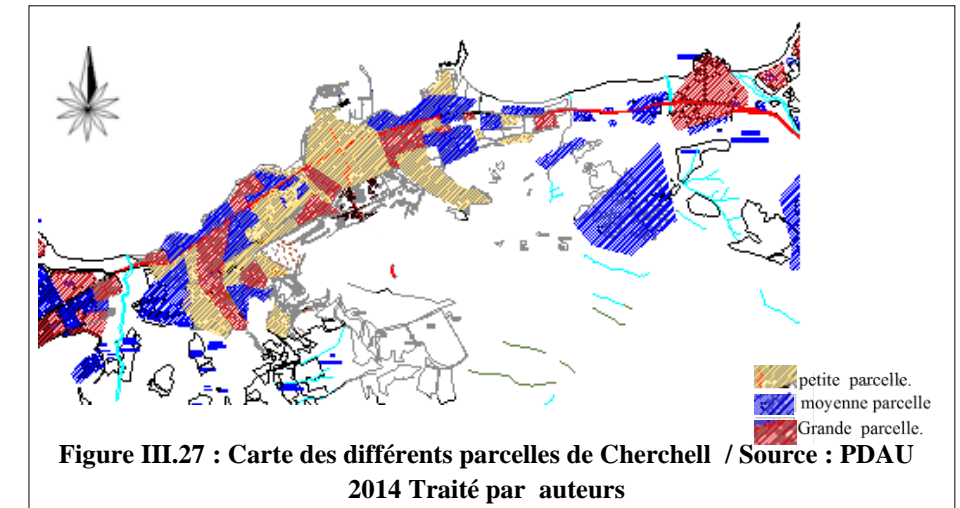 petite parcelle.
moyenne parcelle
Grande parcelle.
Figure III.27 : Carte des différents parcelles de Cherchell / Source : PDAU
2014 Traité par auteurs